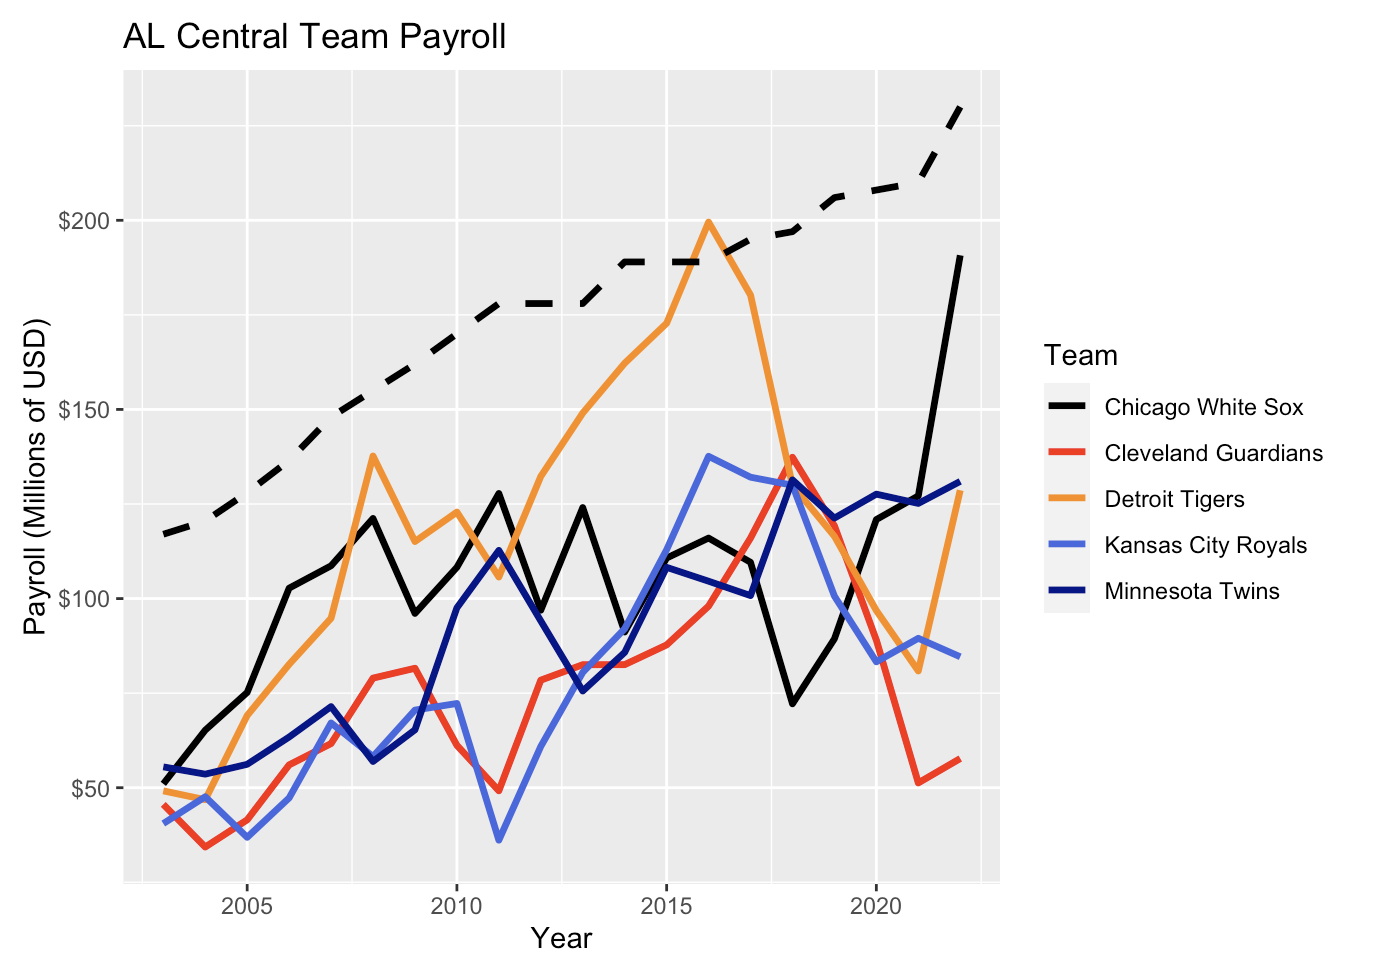 AL Central Team Payroll
Payroll (Millions of USD)
$200
$150
$100
$50
2005 2010 2015 2020
Year
Team
Chicago White Sox
Cleveland Guardians
Detroit Tigers
Kansas City Royals
Minnesota Twins